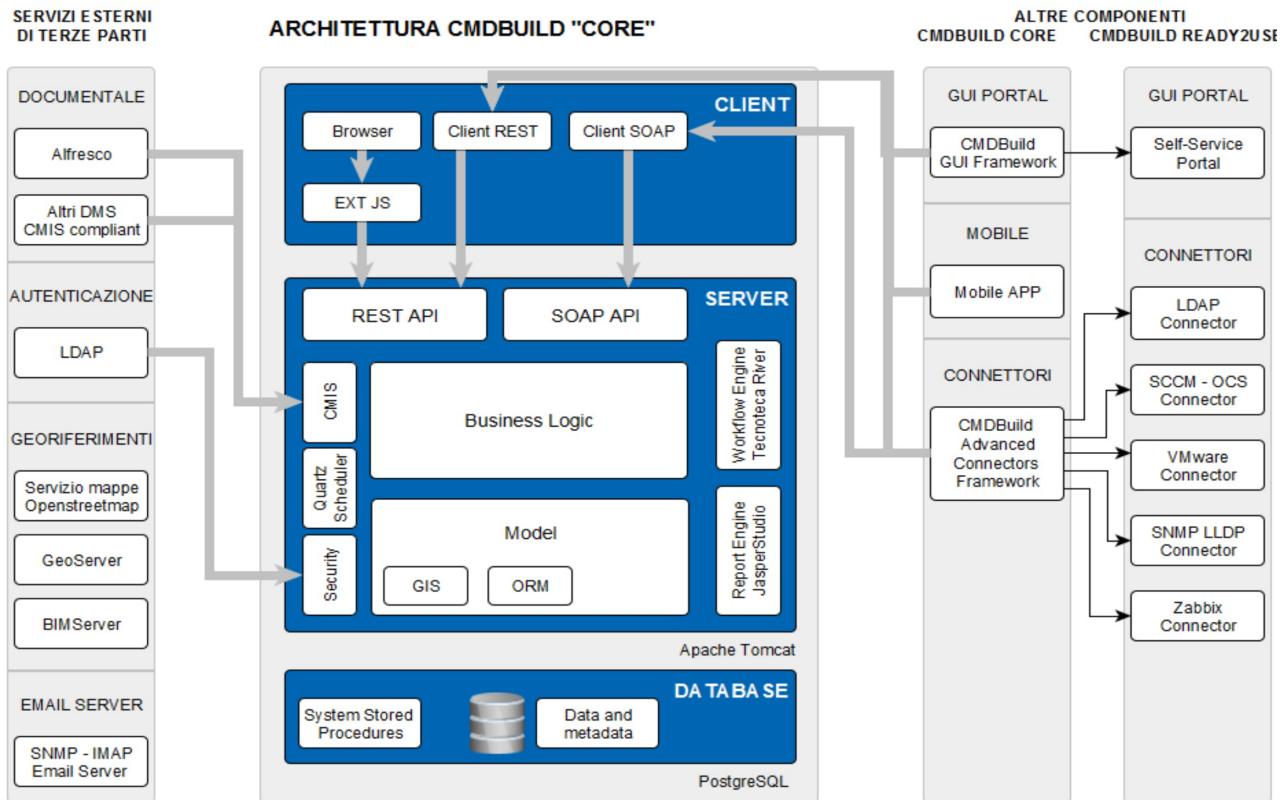 SERVIZI ESTERNI
DI TERZE PARTI
ARCHITETTURA CMDBUILD "CORE"
ALTRE COMPONENTI
CMDBUILD CORE
CMDBUILD READY2USE
DOCUMENTALE
Alfresco
Altri DMS
CMIS compliant
AUTENTICAZIONE
LDAP
GEORIFERIMENTI
Servizio mappe
Openstreetmap
GeoServer
BIMServer
EMAIL SERVER
SNMP - IMAP
Email Server
CLIENT
Browser
Client REST
Client SOAP
EXT JS
SERVER
REST API
SOAP API
CMIS
Quartz
Scheduler
Security
Business Logic
Model
GIS
ORM
Workflow Engine
Tecnoteca River
Report Engine
JasperStudio
Apache Tomcat
DATABASE
System Stored
Procedures
Data and
metadata
PostgreSQL
GUI PORTAL
CMDBuild
GUI Framework
MOBILE
Mobile APP
CONNETTORI
CMDBuild
Advanced
Connectors
Framework
GUI PORTAL
Self-Service
Portal
CONNETTORI
LDAP
Connector
SCCM - OCS
Connector
VMware
Connector
SNMP LLDP
Connector
Zabbix
Connector